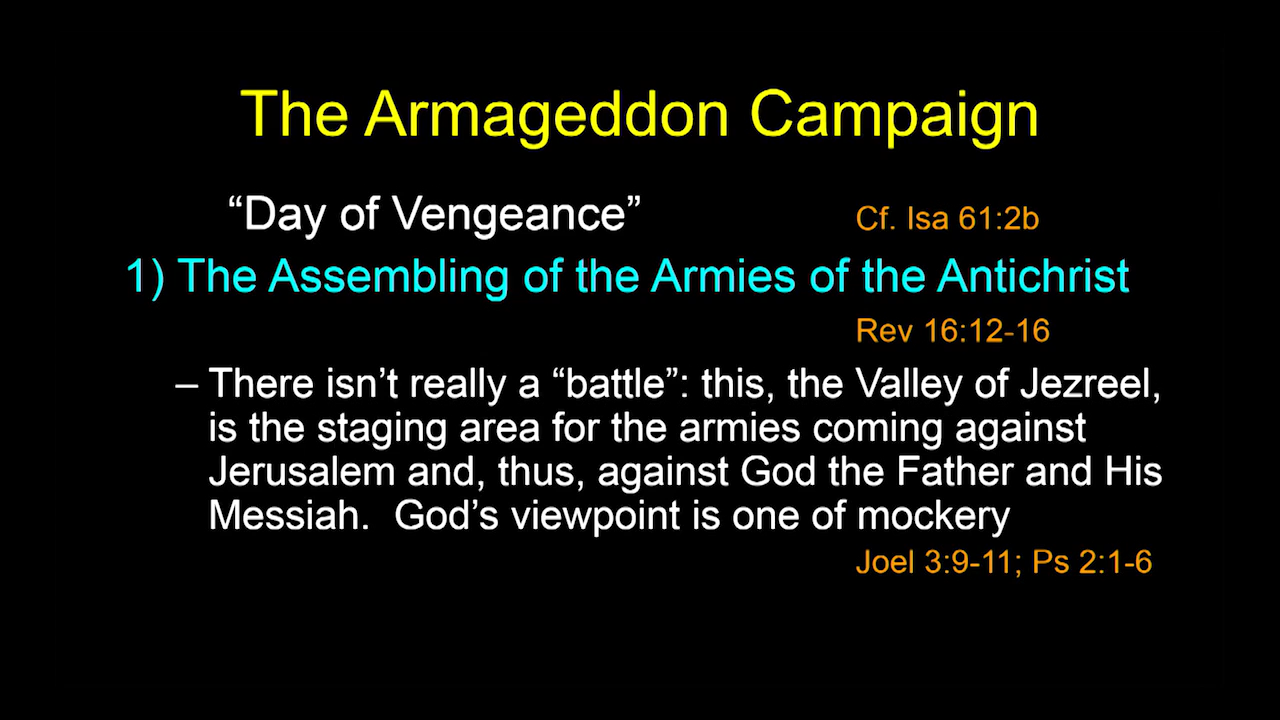 The Armageddon Campaign
“Day of Vengeance” Cf. Isa 61:2b
1) The Assembling of the Armies of the Antichrist
Rev 16:12-16
– There isn’t really a “battle”: this, the Valley of Jezreel,
is the staging area for the armies coming against
Jerusalem and, thus, against God the Father and His
Messiah.  God’s viewpoint is one of mockery
Joel 3:9-11; Ps 2:1-6